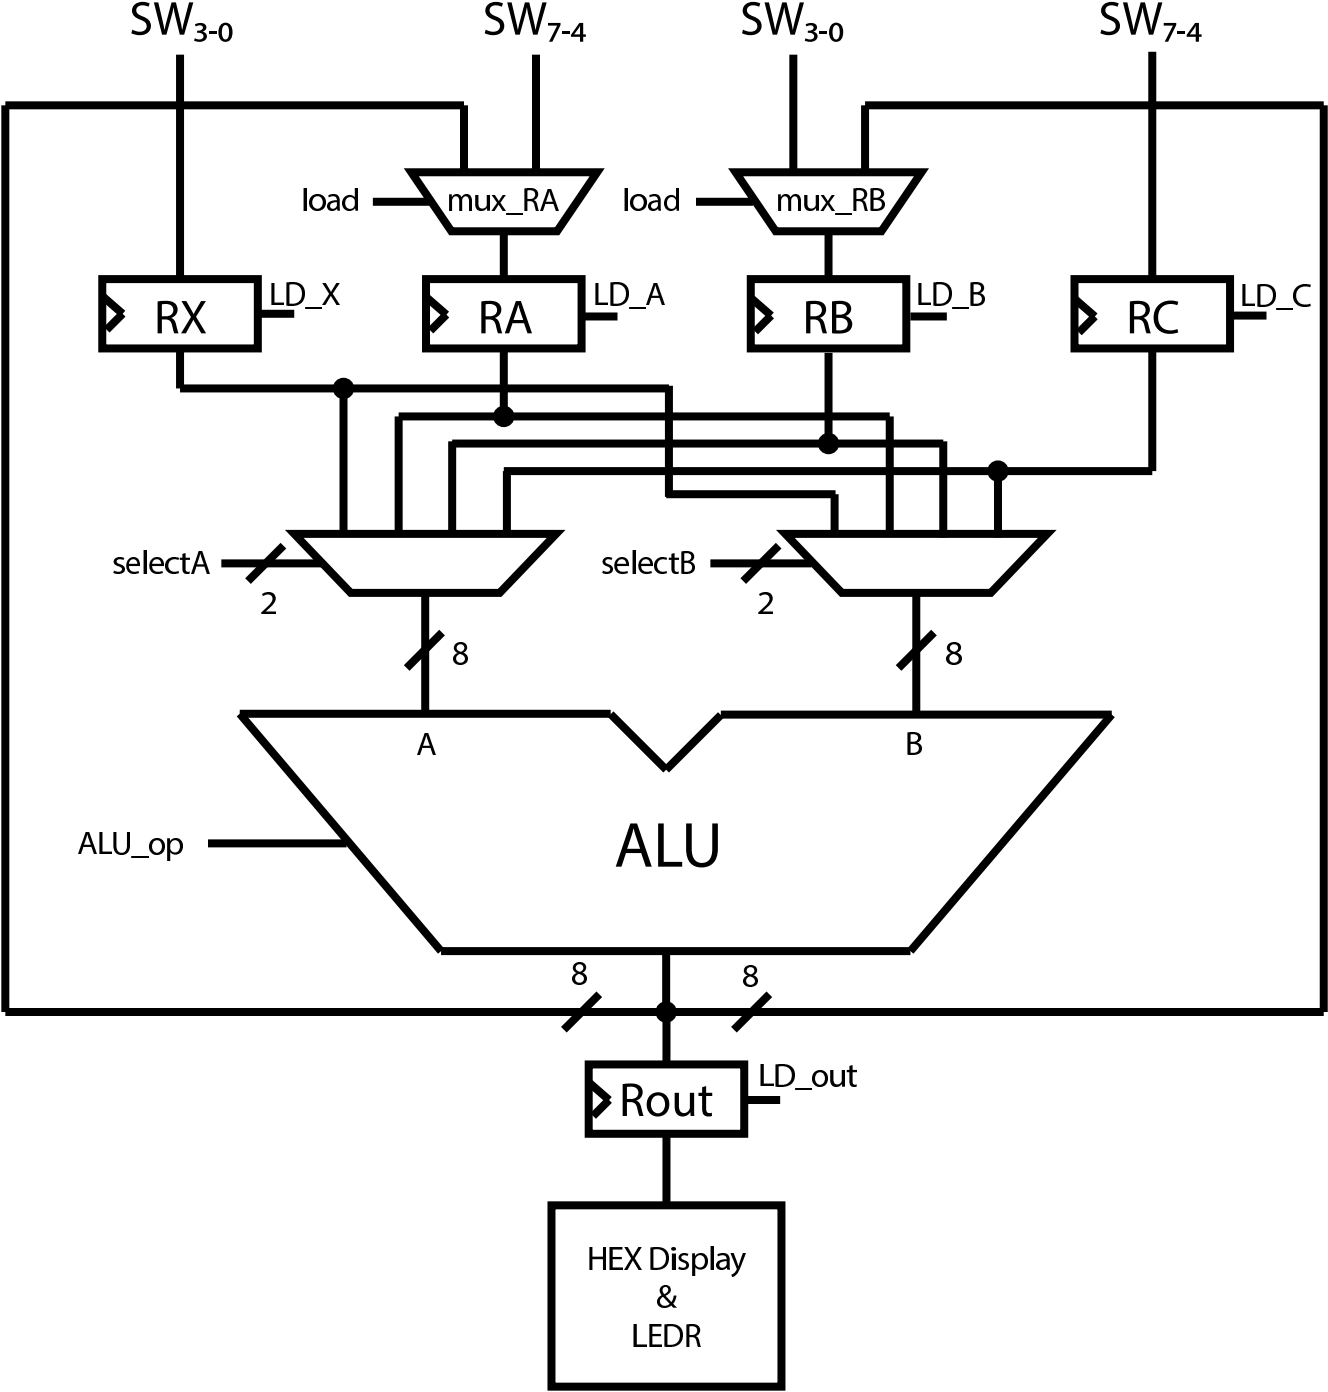 SW3-0 SW7-4 SW3-0 SW7-4
load mux_RA load mux_RB
RX LD_X RA LD_A RB LD_B RC LD_C
selectA 2 selectB 2
8 8
A B
ALU
ALU_op
8 8
Rout LD_out
HEX Display
&
LEDR